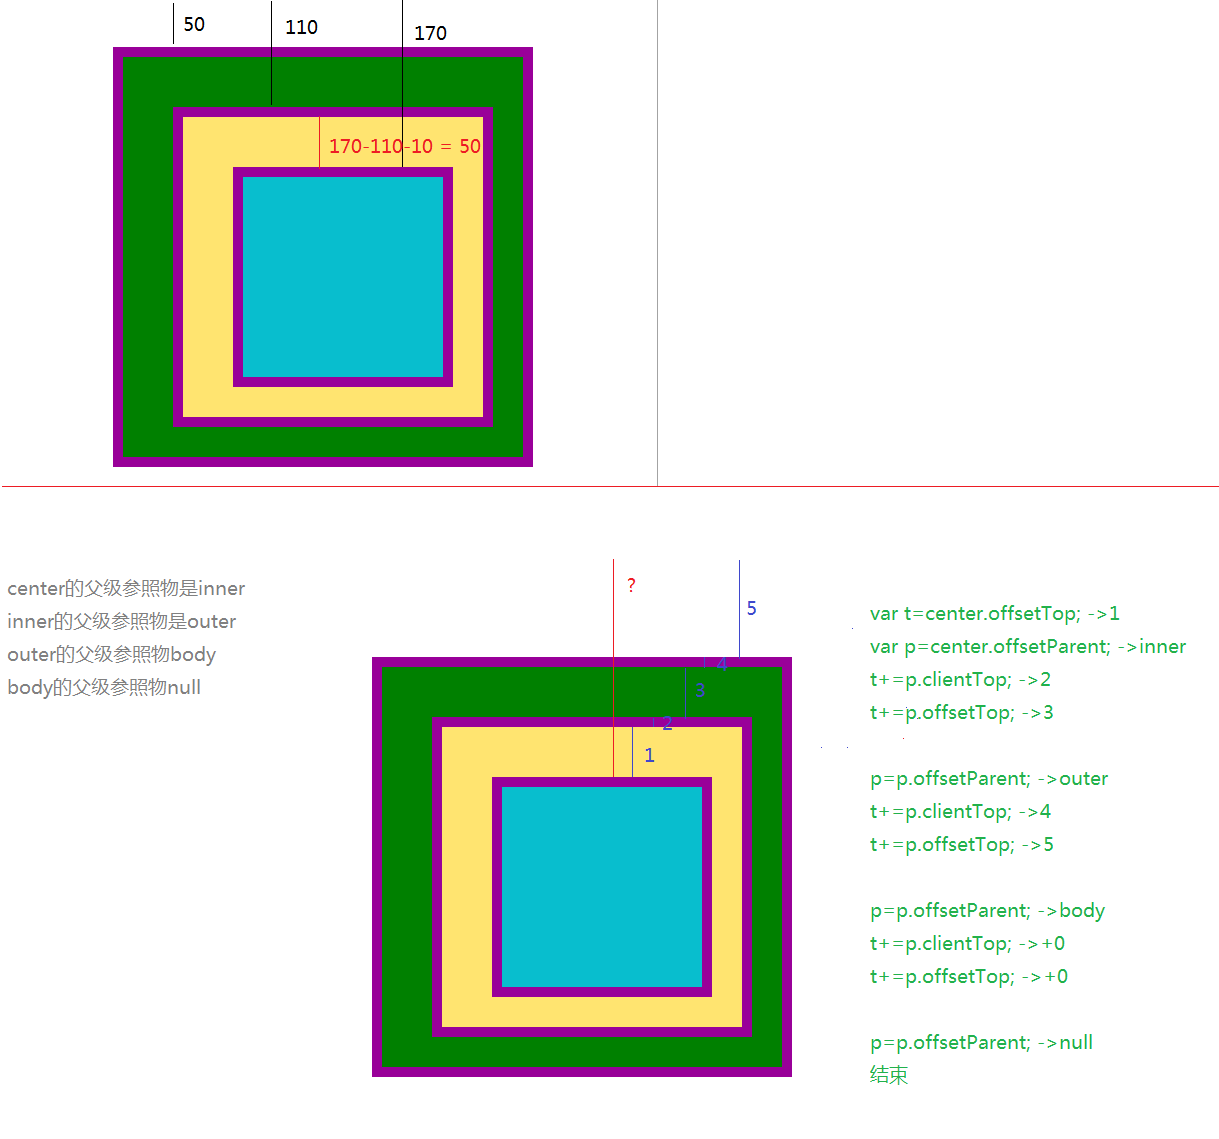 50
110
170
170-110-10 = 50
center的父级参照物是inner
inner的父级参照物是outer
outer的父级参照物body
body的父级参照物null
?
5
4
3
2
1
var t=center.offsetTop; ->1
var p=center.offsetParent; ->inner
t+=p.clientTop; ->2
t+=p.offsetTop; ->3
p=p.offsetParent; ->outer
t+=p.clientTop; ->4
t+=p.offsetTop; ->5
p=p.offsetParent; ->body
t+=p.clientTop; ->+0
t+=p.offsetTop; ->+0
p=p.offsetParent; ->null
结束